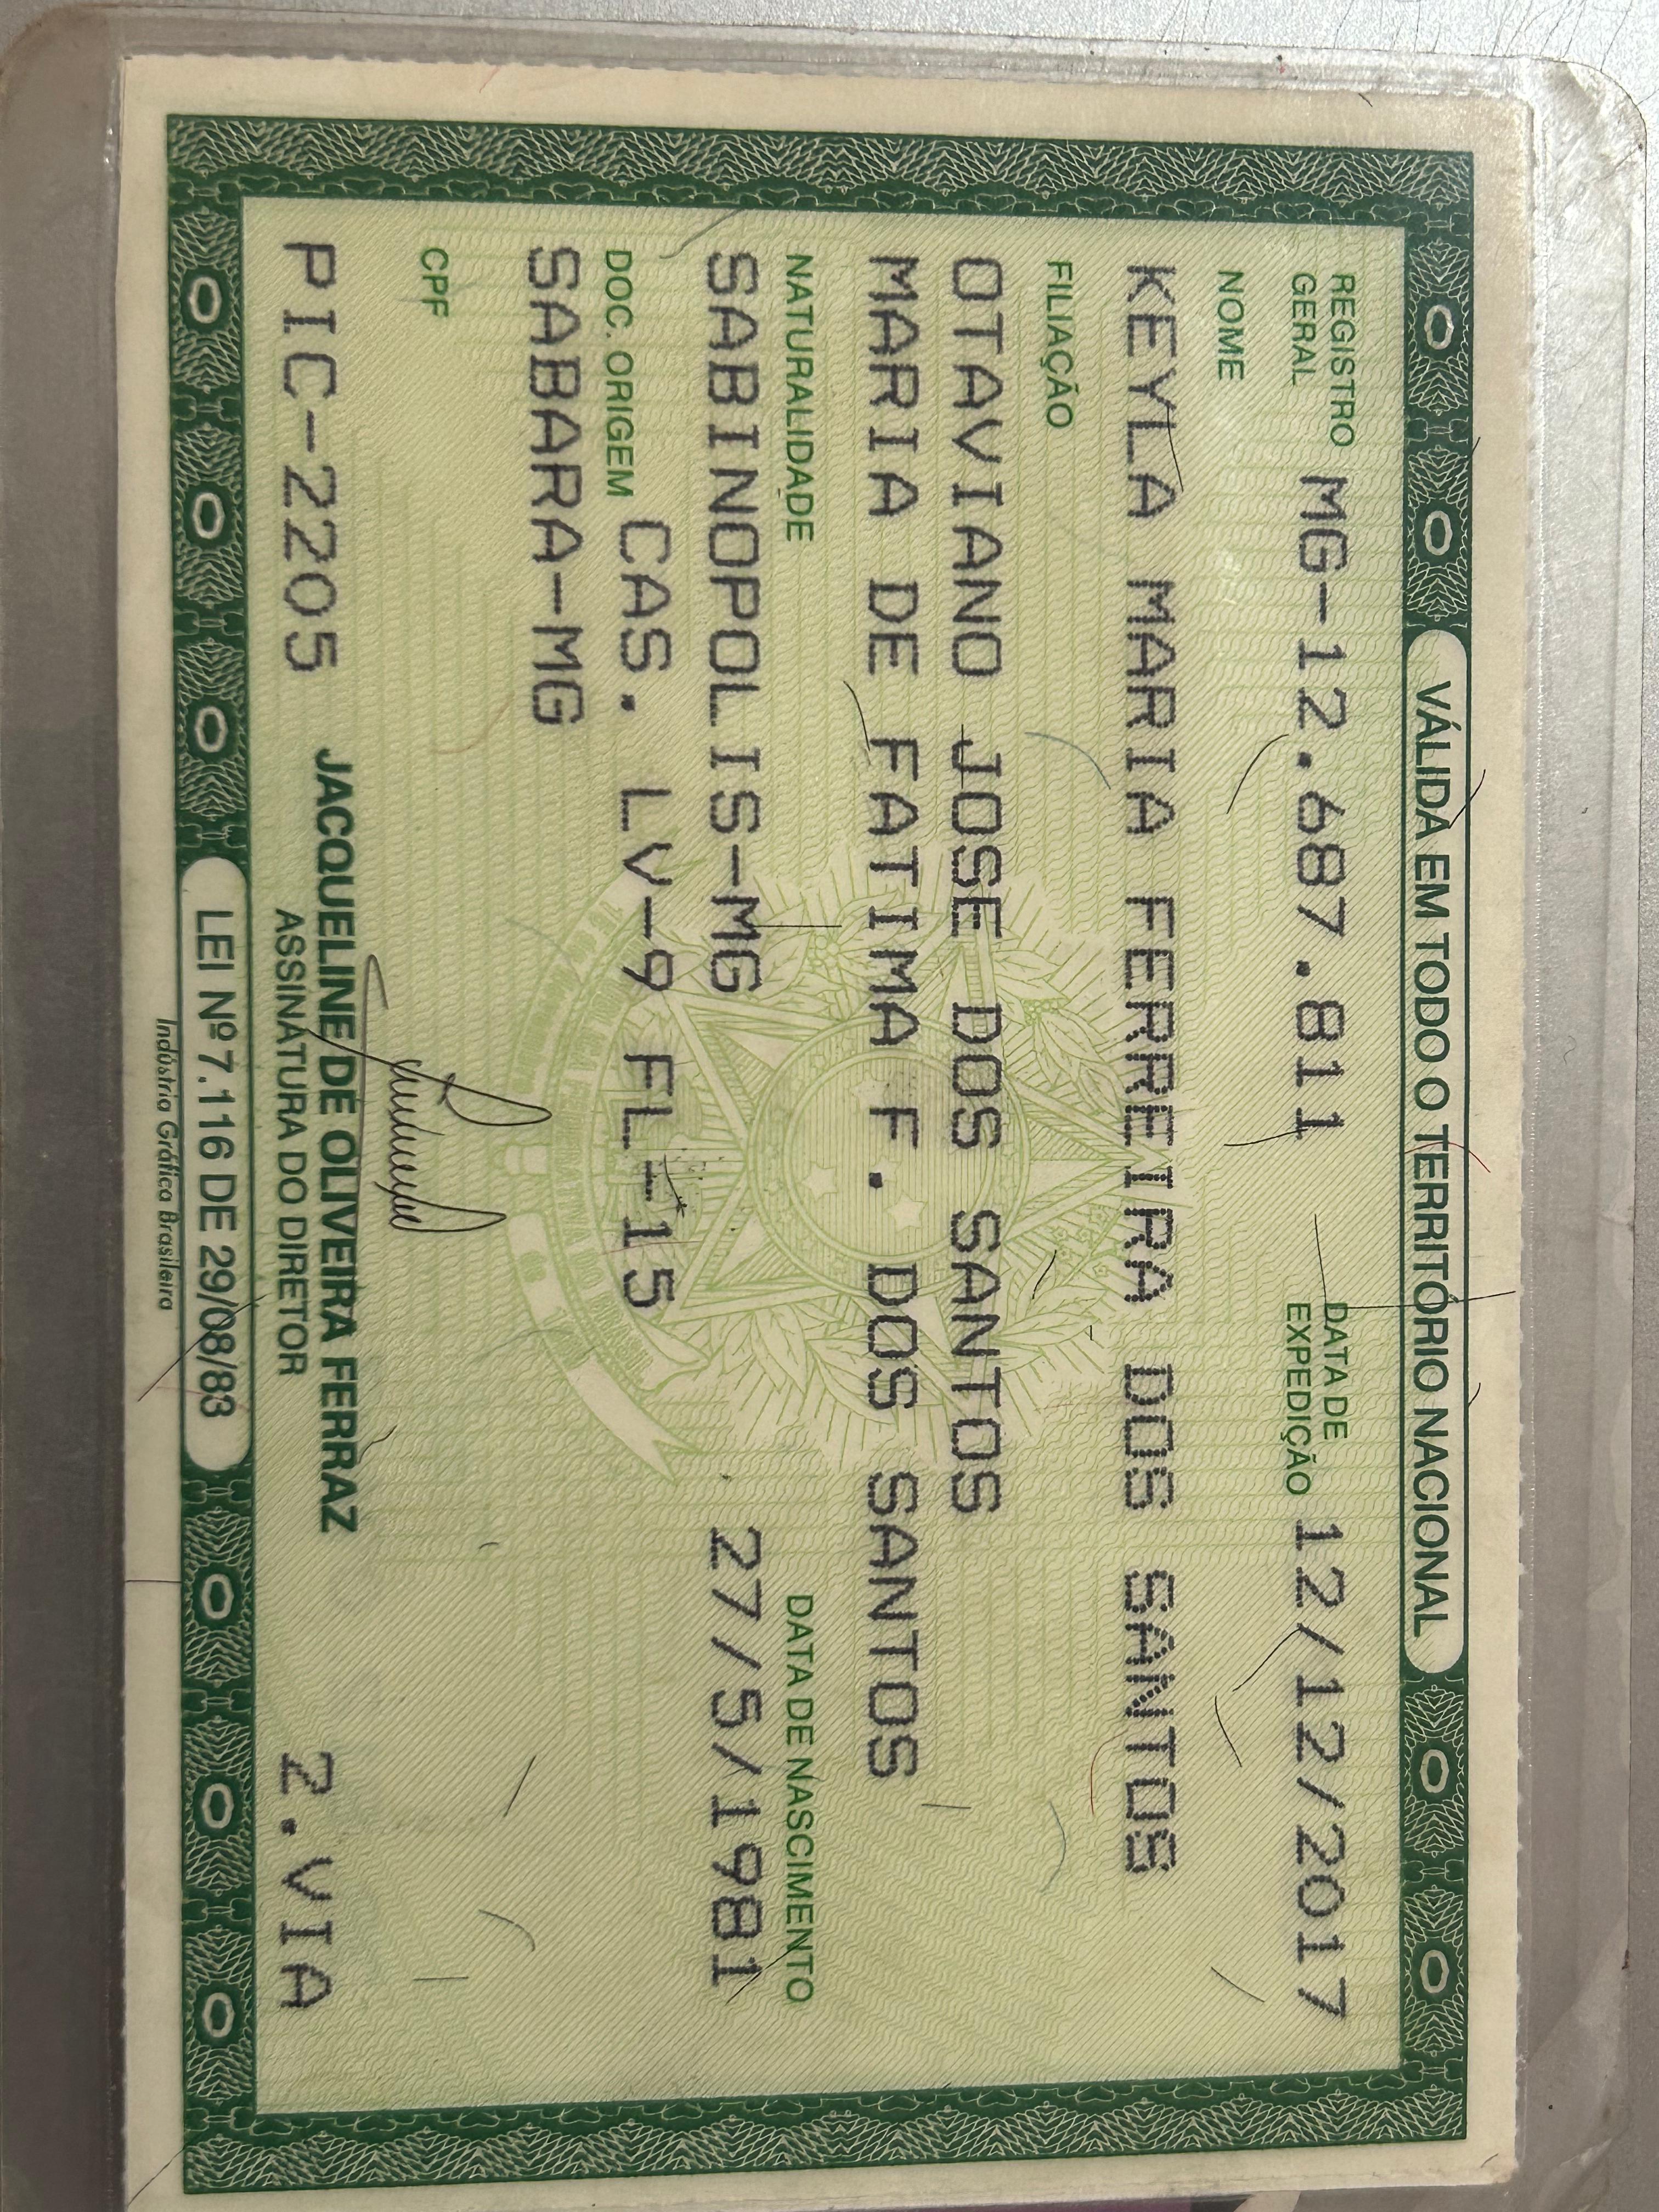 VÁLIDA EM TODO O TERRITÓRIO NACIONAL
REGISTRO GERAL MG-12.687.811 DATA DE EXPEDIÇÃO 12/12/2017
NOME
KEYLA MARIA FERREIRA DOS SANTOS
FILIAÇÃO
OTAVIANO JOSE DOS SANTOS
MARIA DE FATIMA F. DOS SANTOS
NATURALIDADE DATA DE NASCIMENTO
SABINOPOLIS-MG 27/5/1981
DOC. ORIGEM CAS. LV-9 FL-15
SABARA-MG
CPF
PIC-2205 JACQUELINE DE OLIVEIRA FERRAZ 2.VIA
ASSINATURA DO DIRETOR
LEI Nº 7.116 DE 29/08/83
Indústria Gráfica Brasileira